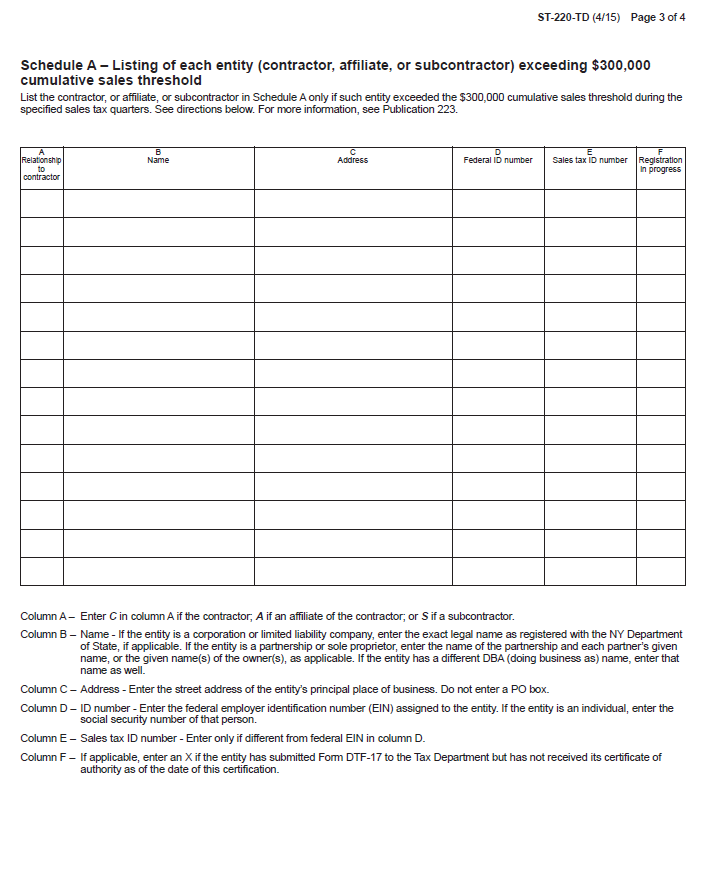 ST-220-TD (4/15) Page 3 of 4
Schedule A – Listing of each entity (contractor, affiliate, or subcontractor) exceeding $300,000
cumulative sales threshold
List the contractor, or affiliate, or subcontractor in Schedule A only if such entity exceeded the $300,000 cumulative sales threshold during the
specified sales tax quarters. See directions below. For more information, see Publication 223.
A B C D E F
Relationship Name Address Federal ID number Sales tax ID number Registration
to in progress
contractor
Column A – Enter C in column A if the contractor; A if an affiliate of the contractor; or S if a subcontractor.
Column B – Name - If the entity is a corporation or limited liability company, enter the exact legal name as registered with the NY Department
of State, if applicable. If the entity is a partnership or sole proprietor, enter the name of the partnership and each partner's given
name, or the given name(s) of the owner(s), as applicable. If the entity has a different DBA (doing business as) name, enter that
name as well.
Column C – Address - Enter the street address of the entity's principal place of business. Do not enter a PO box.
Column D – ID number - Enter the federal employer identification number (EIN) assigned to the entity. If the entity is an individual, enter the
social security number of that person.
Column E – Sales tax ID number - Enter only if different from federal EIN in column D.
Column F – If applicable, enter an X if the entity has submitted Form DTF-17 to the Tax Department but has not received its certificate of
authority as of the date of this certification.